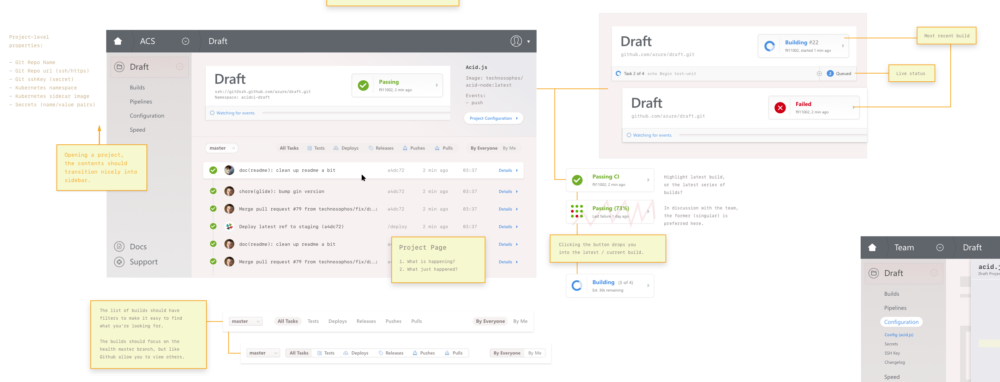 Project-level
properties:
- Git Repo Name
- Git Repo url (ssh/https)
- Git sshKey (secret)
- Kubernetes namespace
- Kubernetes sidecar image
- Secrets (name/value pairs)
Opening a project,
the contents should
transition nicely into
sidebar.
ACS
Draft
Draft
Builds
Pipelines
Configuration
Speed
Docs
Support
Draft
ssh://git@ssh.github.com/azure/draft.git
Namespace: acidci-draft
Passing
f911002, 2 min ago
Watching for events.
Acid.js
Image: technosophos/
acid-node:latest
Events:
- push
Project Configuration
master
All Tasks Tests Deploys Releases Pushes Pulls
By Everyone By Me
doc(readme): clean up readme a bit a4dc72 2 min ago 03:37 Details
chore(glide): bump gin version a4dc72 2 min ago 03:37 Details
Merge pull request #79 from technosophos/fix/d[...] a4dc72 2 min ago 03:37 Details
Deploy latest ref to staging (a4dc72) /deploy 2 min ago 03:37 Details
doc(readme): clean up readme a bit a4 Details
Merge pull request #79 from technosophos/fix/d[...] a4 Details
Project Page
1. What is happening?
2. What just happened?
The list of builds should have
filters to make it easy to find
what you're looking for.
The builds should focus on the
health master branch, but like
Github allow you to view others.
master All Tasks Tests Deploys Releases Pushes Pulls By Everyone By Me
master All Tasks Tests Deploys Releases Pushes Pulls By Everyone By Me
Draft
github.com/azure/draft.git
Building #22
f911002, started 1 min ago
Task 2 of 4: echo Begin test-unit
2 Queued
Draft
github.com/azure/draft.git
Failed
f911002, 2 min ago
Watching for events.
Most recent build
Live status
Passing CI
f911002, 2 min ago
Passing (73%)
Last failure 1 day ago
Highlight latest build,
or the latest series of
builds?
In discussion with the team,
the former (singular) is
preferred here.
Clicking the button drops you
into the latest / current build.
Building (3 of 4)
Est. 30s remaining
Team
Draft
Draft
Builds
Pipelines
Configuration
Config (acid.js)
Secrets
SSH Key
Changelog
Speed
acid.j
Draft Projec